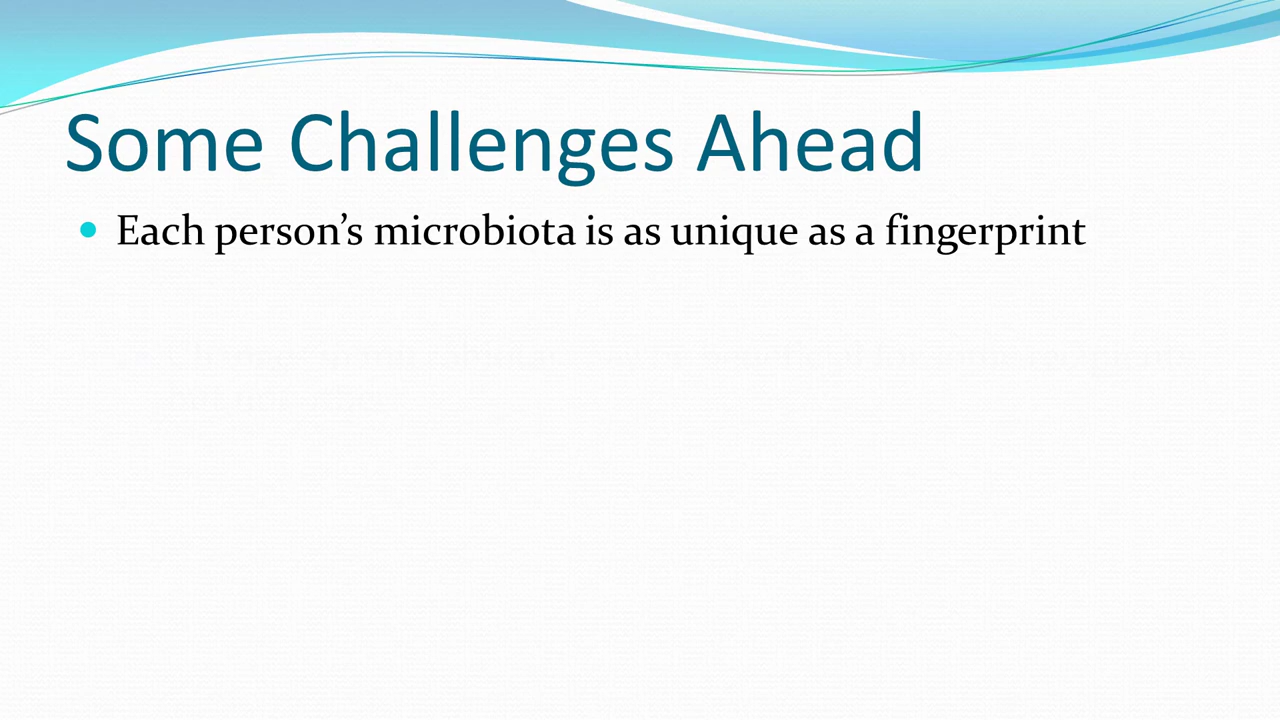 Some Challenges Ahead
Each person’s microbiota is as unique as a fingerprint